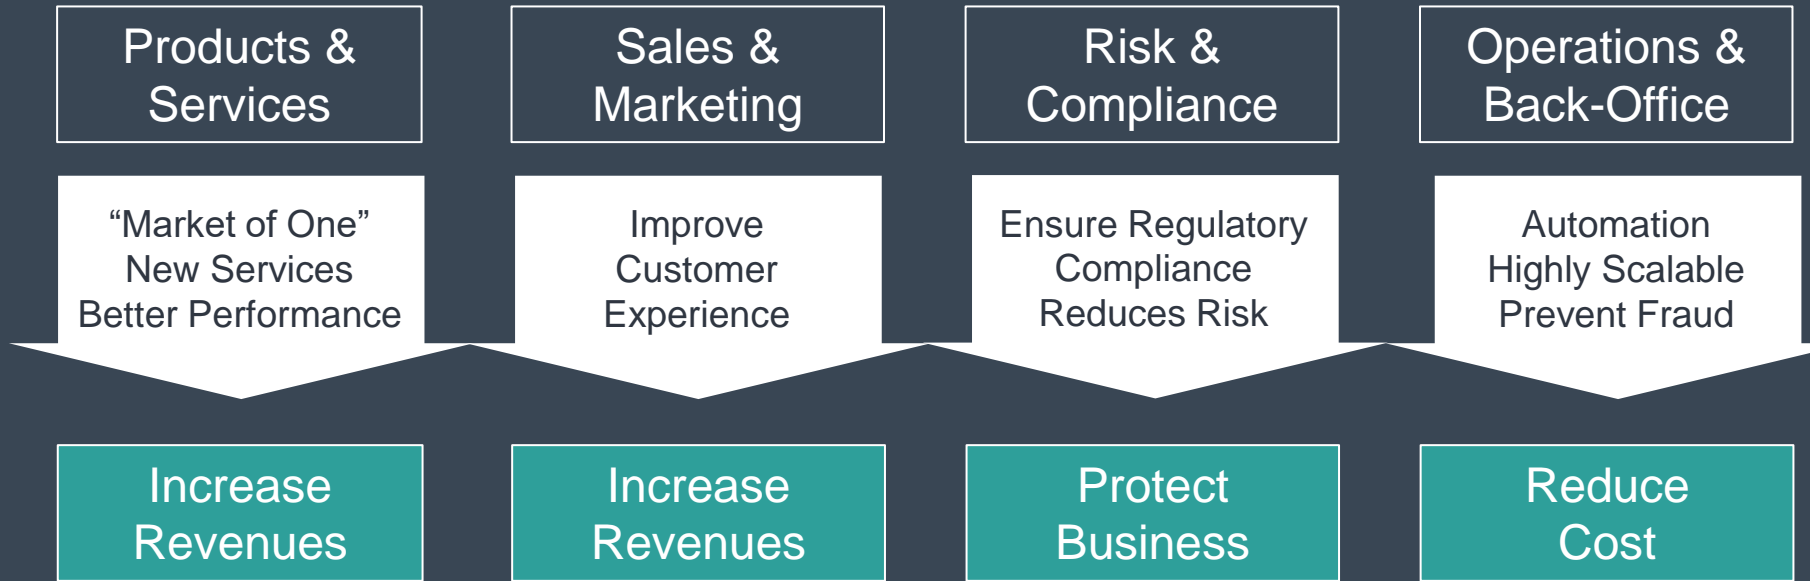 Products &
Services
Sales &
Marketing
Risk &
Compliance
Operations &
Back-Office
“Market of One”
New Services
Better Performance
Improve
Customer
Experience
Ensure Regulatory
Compliance
Reduces Risk
Automation
Highly Scalable
Prevent Fraud
Increase
Revenues
Increase
Revenues
Protect
Business
Reduce
Cost